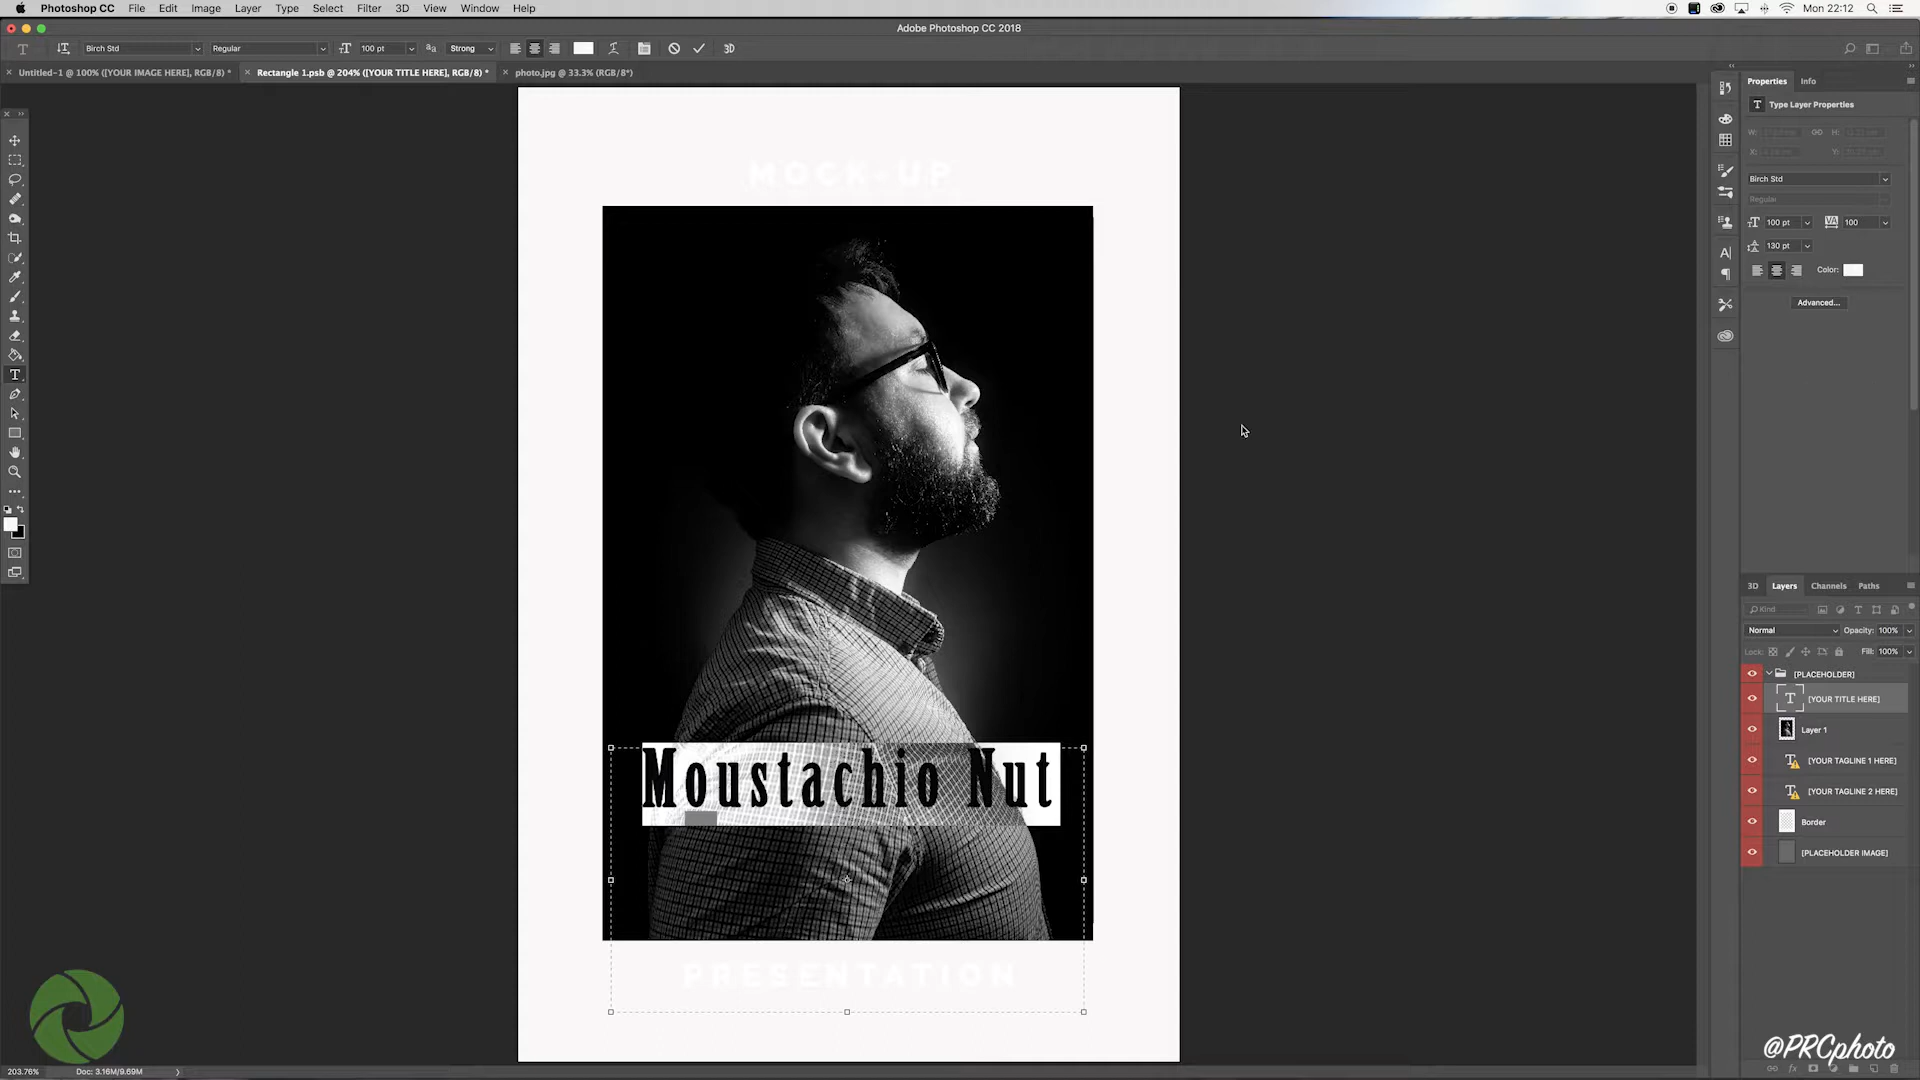 Photoshop CC File Edit Image Layer Type Select Filter 3D View Window Help Mon 22:12
Adobe Photoshop CC 2018
Birch Std Regular 100 pt Strong 3D
Untitled-1 @ 100% ([YOUR IMAGE HERE], RGB/8) * Rectangle 1.psb @ 204% ([YOUR TITLE HERE], RGB/8) * photo.jpg @ 33.3% (RGB/8*)
Properties Info
Type Layer Properties
W: H:
X: Y:
Birch Std
Regular
100 pt 100
130 pt
Color:
Advanced...
MOCK-UP
Moustachio Nut
PRESENTATION
3D Layers Channels Paths
Kind
Normal Opacity: 100%
Lock: Fill: 100%
[PLACEHOLDER]
[YOUR TITLE HERE]
Layer 1
[YOUR TAGLINE 1 HERE]
[YOUR TAGLINE 2 HERE]
Border
[PLACEHOLDER IMAGE]
@PRCphoto
203.76% Doc: 3.16M/9.69M